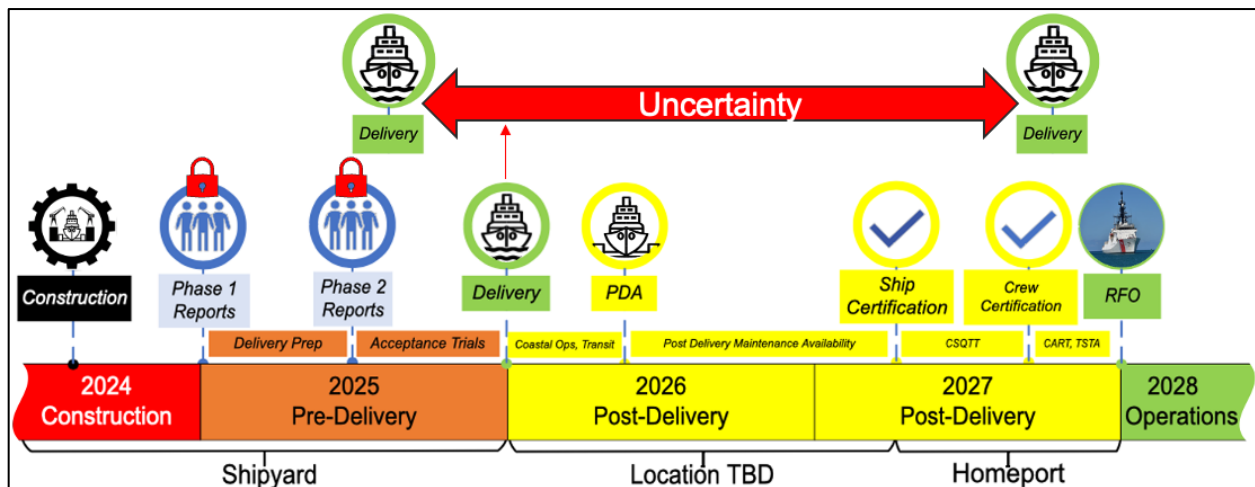 Uncertainty
Delivery
Delivery
Construction
Phase 1
Reports
Phase 2
Reports
Delivery
PDA
Ship
Certification
Crew
Certification
RFO
Delivery Prep
Acceptance Trials
Coastal Ops, Transit
Post Delivery Maintenance Availability
CSQTT
CART, TSTA
2024
Construction
2025
Pre-Delivery
2026
Post-Delivery
2027
Post-Delivery
2028
Operations
Shipyard
Location TBD
Homeport